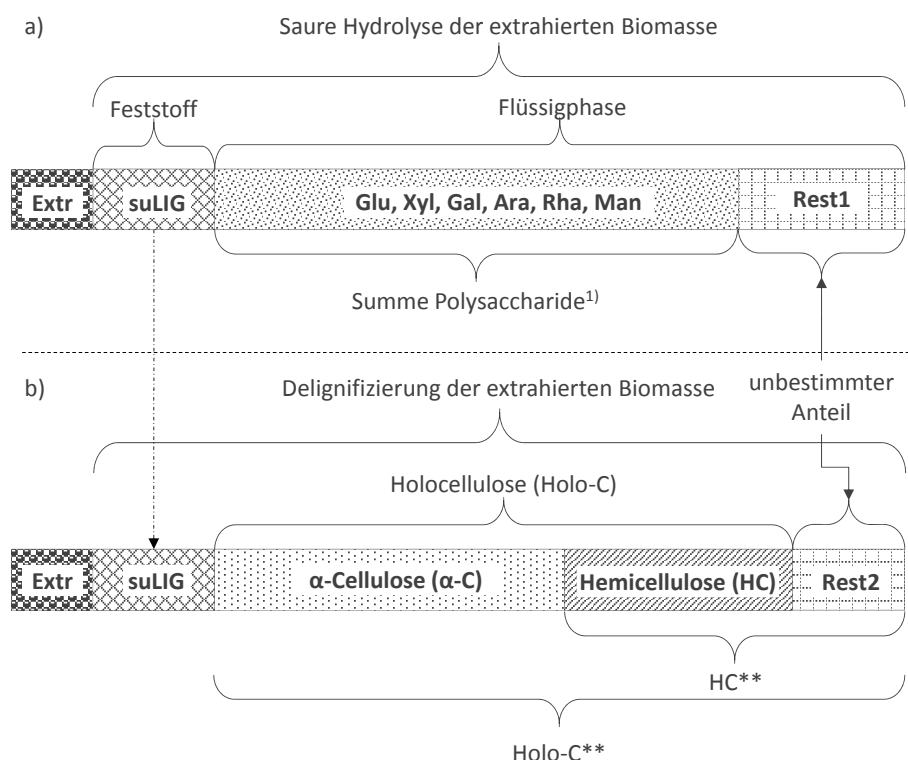 a)
Saure Hydrolyse der extrahierten Biomasse
Feststoff
Flüssigphase
Extr
suLIG
Glu, Xyl, Gal, Ara, Rha, Man
Rest1
Summe Polysaccharide1)
b)
Delignifizierung der extrahierten Biomasse
unbestimmter
Anteil
Holocellulose (Holo-C)
Extr
suLIG
α-Cellulose (α-C)
Hemicellulose (HC)
Rest2
HC**
Holo-C**